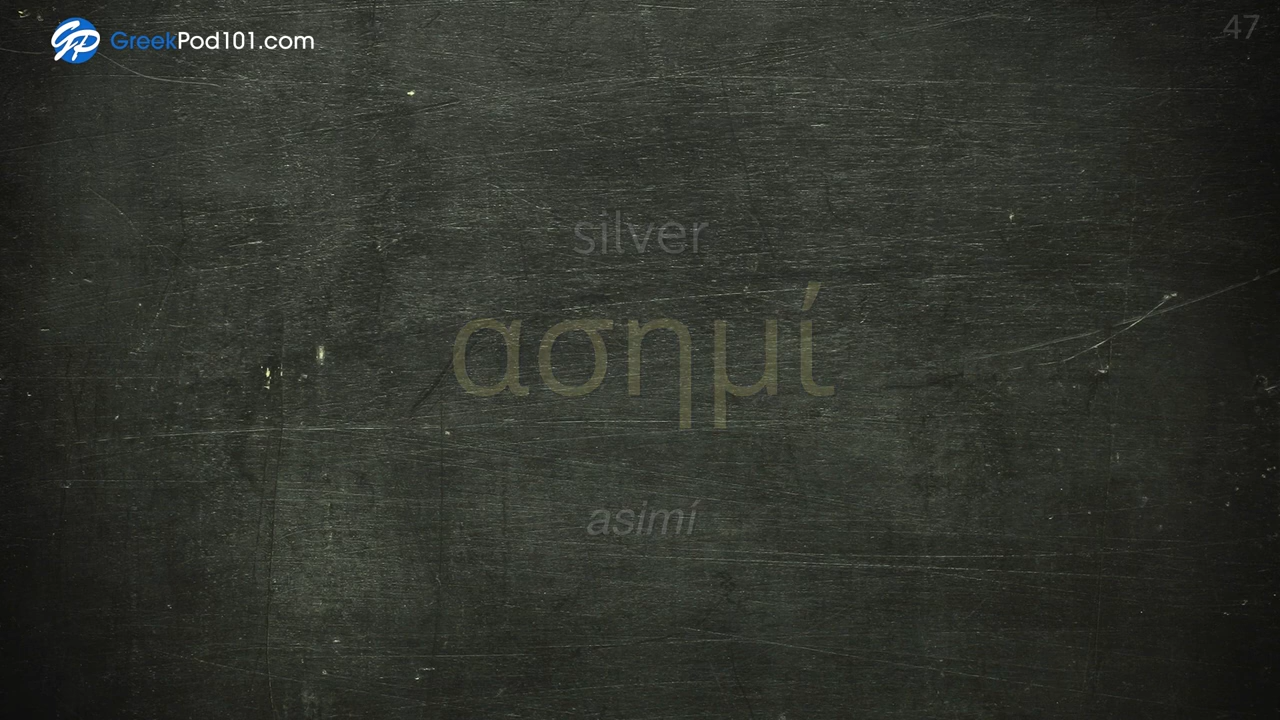 GreekPod101.com
47
silver
ασημί
asimí